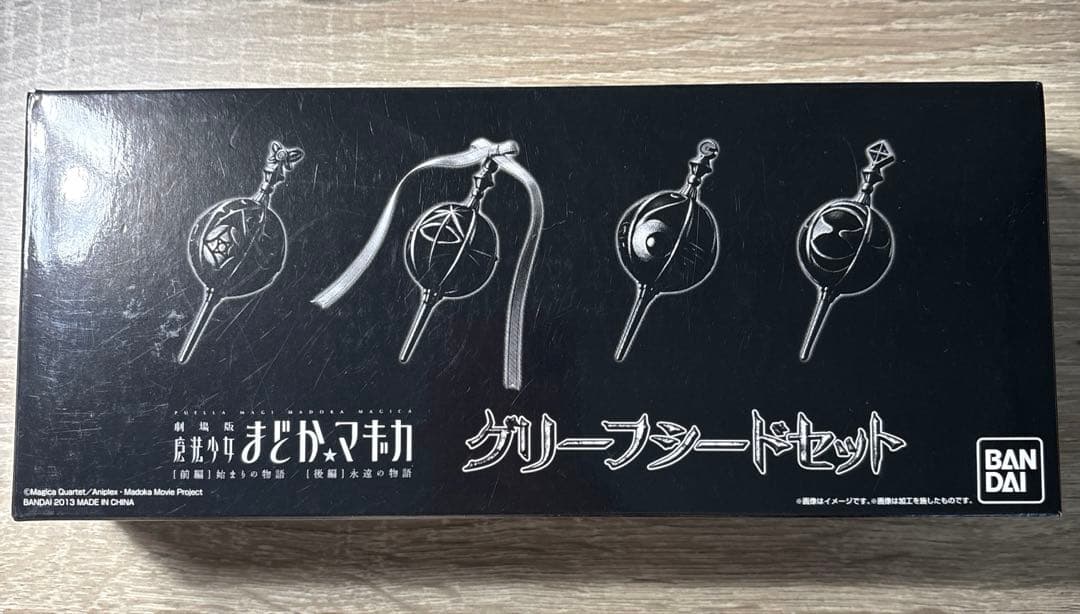 PUELLA MAGI MADOKA MAGICA
劇場版
魔法少女まどか★マギカ
[前編]始まりの物語／[後編]永遠の物語
グリーフシードセット
©Magica Quartet／Aniplex・Madoka Movie Project
BANDAI 2013 MADE IN CHINA
※画像はイメージです。※画像は加工を施したものです。
BAN
DAI